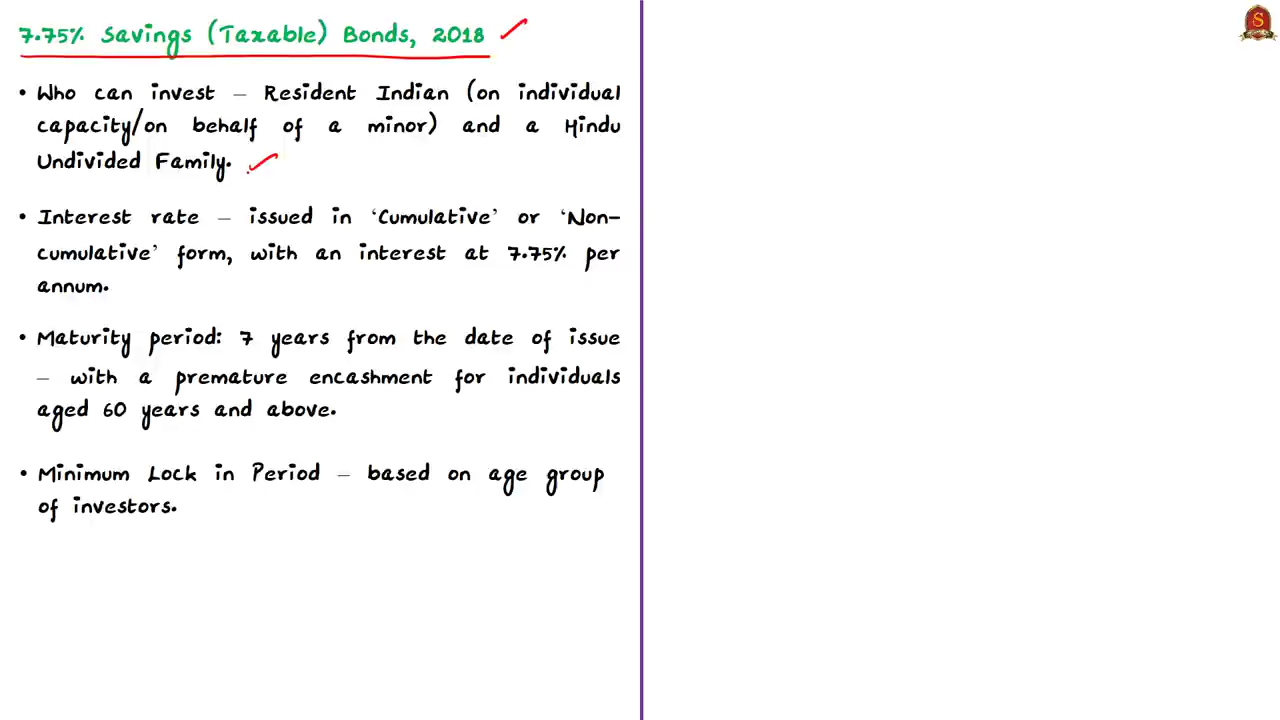 7.75% Savings (Taxable) Bonds, 2018
• Who can invest – Resident Indian (on individual
capacity/on behalf of a minor) and a Hindu
Undivided Family.
• Interest rate – issued in ‘Cumulative’ or ‘Non-
cumulative’ form, with an interest at 7.75% per
annum.
• Maturity period: 7 years from the date of issue
– with a premature encashment for individuals
aged 60 years and above.
• Minimum Lock in Period – based on age group
of investors.
S